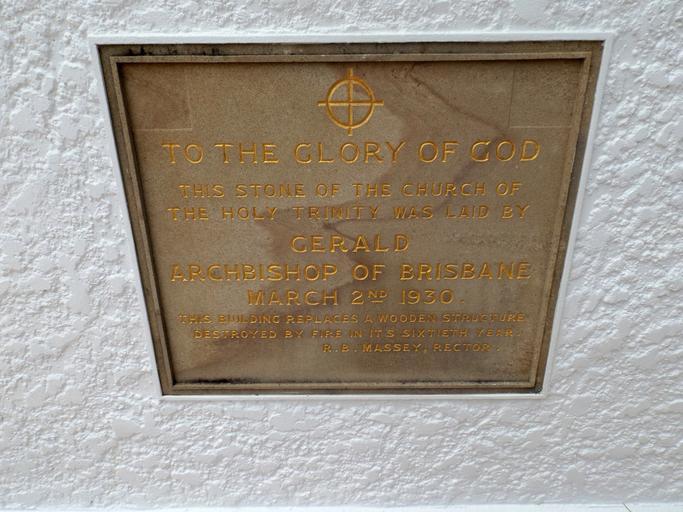 TO THE GLORY OF GOD
THIS STONE OF THE CHURCH OF
THE HOLY TRINITY WAS LAID BY
GERALD
ARCHBISHOP OF BRISBANE
MARCH 2ND 1930.
THIS BUILDING REPLACES A WOODEN STRUCTURE
DESTROYED BY FIRE IN ITS SIXTIETH YEAR.
R.B. MASSEY, RECTOR.